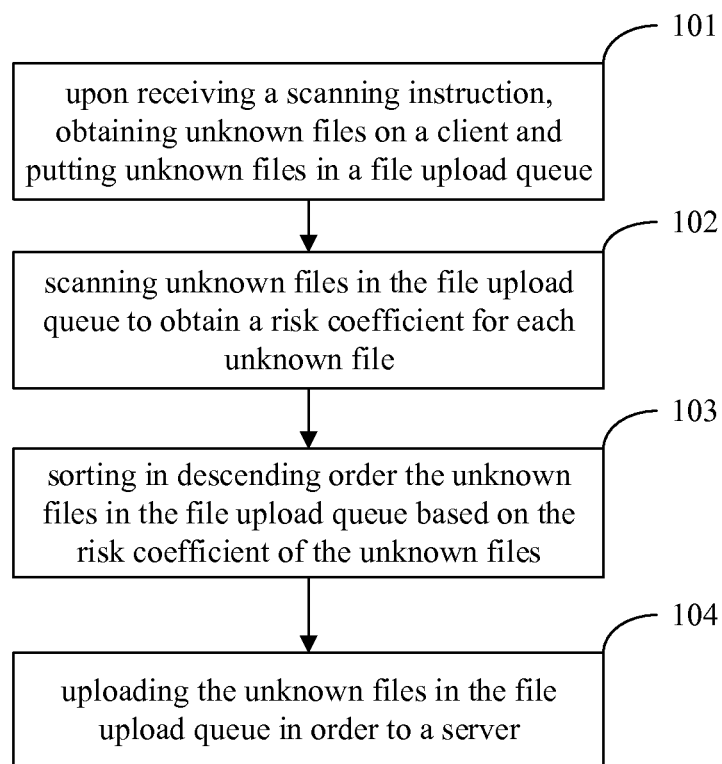 101
upon receiving a scanning instruction,
obtaining unknown files on a client and
putting unknown files in a file upload queue
102
scanning unknown files in the file upload
queue to obtain a risk coefficient for each
unknown file
103
sorting in descending order the unknown
files in the file upload queue based on the
risk coefficient of the unknown files
104
uploading the unknown files in the file
upload queue in order to a server